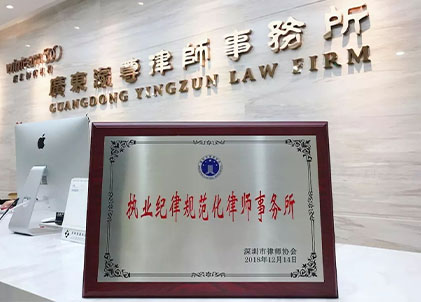 廣東瀛尊律師事務所
GUANGDONG YINGZUN LAW FIRM
执业纪律规范化律师事务所
深圳市律师协会
2018年12月14日